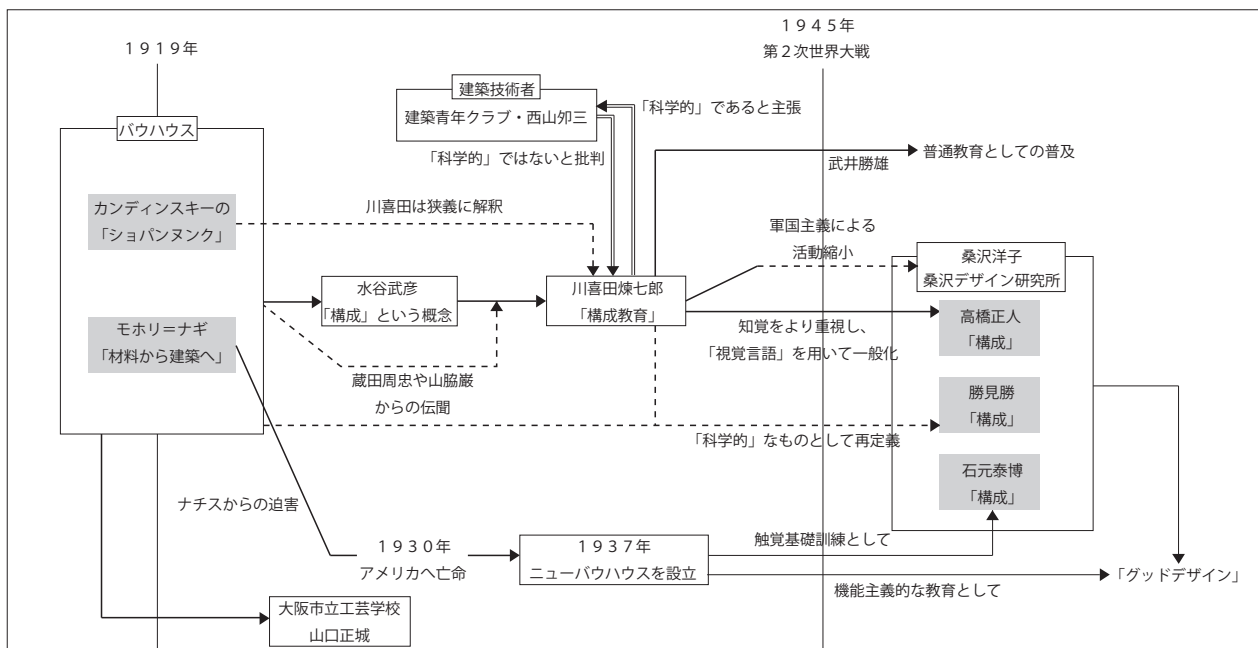 １９１９年
１９４５年
第２次世界大戦
建築技術者
建築青年クラブ・西山夘三
「科学的」であると主張
「科学的」ではないと批判
バウハウス
武井勝雄
普通教育としての普及
カンディンスキーの
「ショパンヌンク」
川喜田は狭義に解釈
軍国主義による
活動縮小
桑沢洋子
桑沢デザイン研究所
水谷武彦
「構成」という概念
川喜田煉七郎
「構成教育」
知覚をより重視し、
「視覚言語」を用いて一般化
高橋正人
「構成」
モホリ＝ナギ
「材料から建築へ」
蔵田周忠や山脇巌
からの伝聞
勝見勝
「構成」
「科学的」なものとして再定義
石元泰博
「構成」
ナチスからの迫害
１９３０年
アメリカへ亡命
１９３７年
ニューバウハウスを設立
触覚基礎訓練として
機能主義的な教育として
「グッドデザイン」
大阪市立工芸学校
山口正城